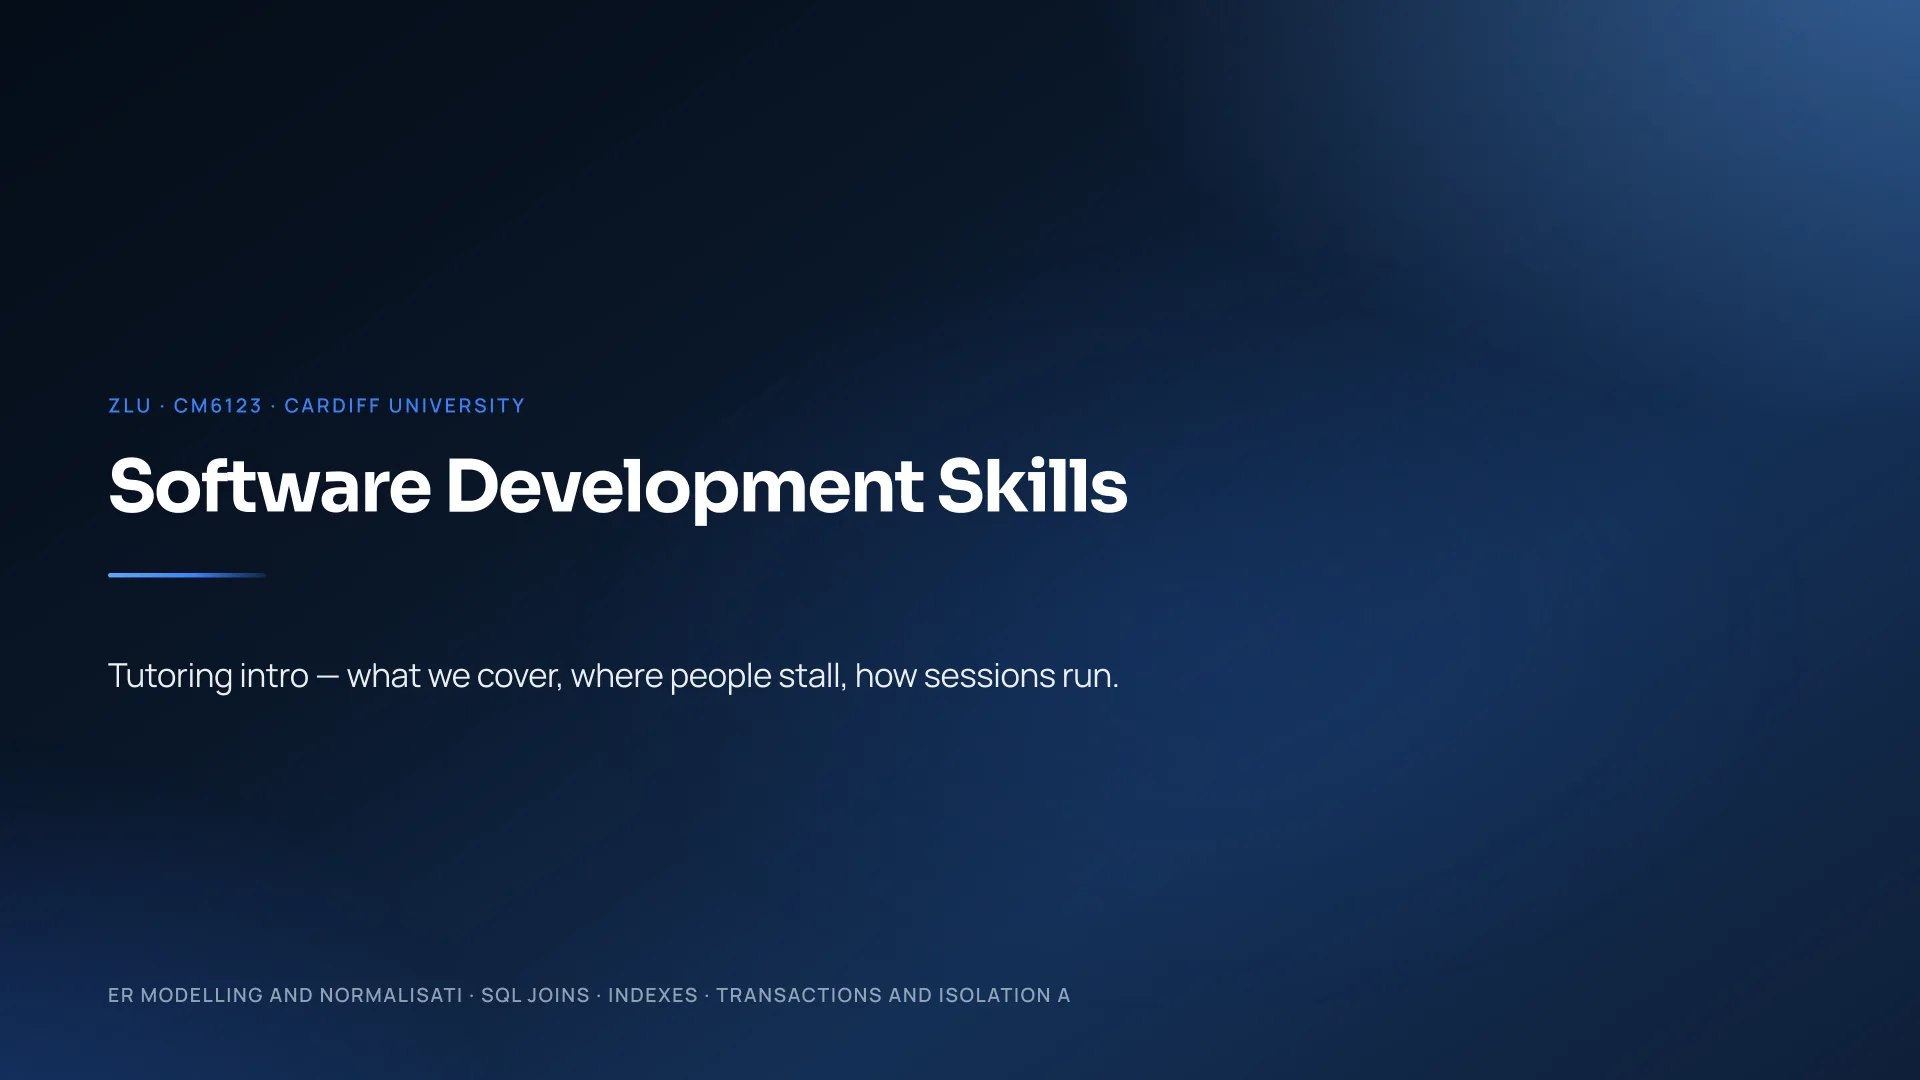 ZLU · CM6123 · CARDIFF UNIVERSITY
Software Development Skills
Tutoring intro — what we cover, where people stall, how sessions run.
ER MODELLING AND NORMALISATI · SQL JOINS · INDEXES · TRANSACTIONS AND ISOLATION A